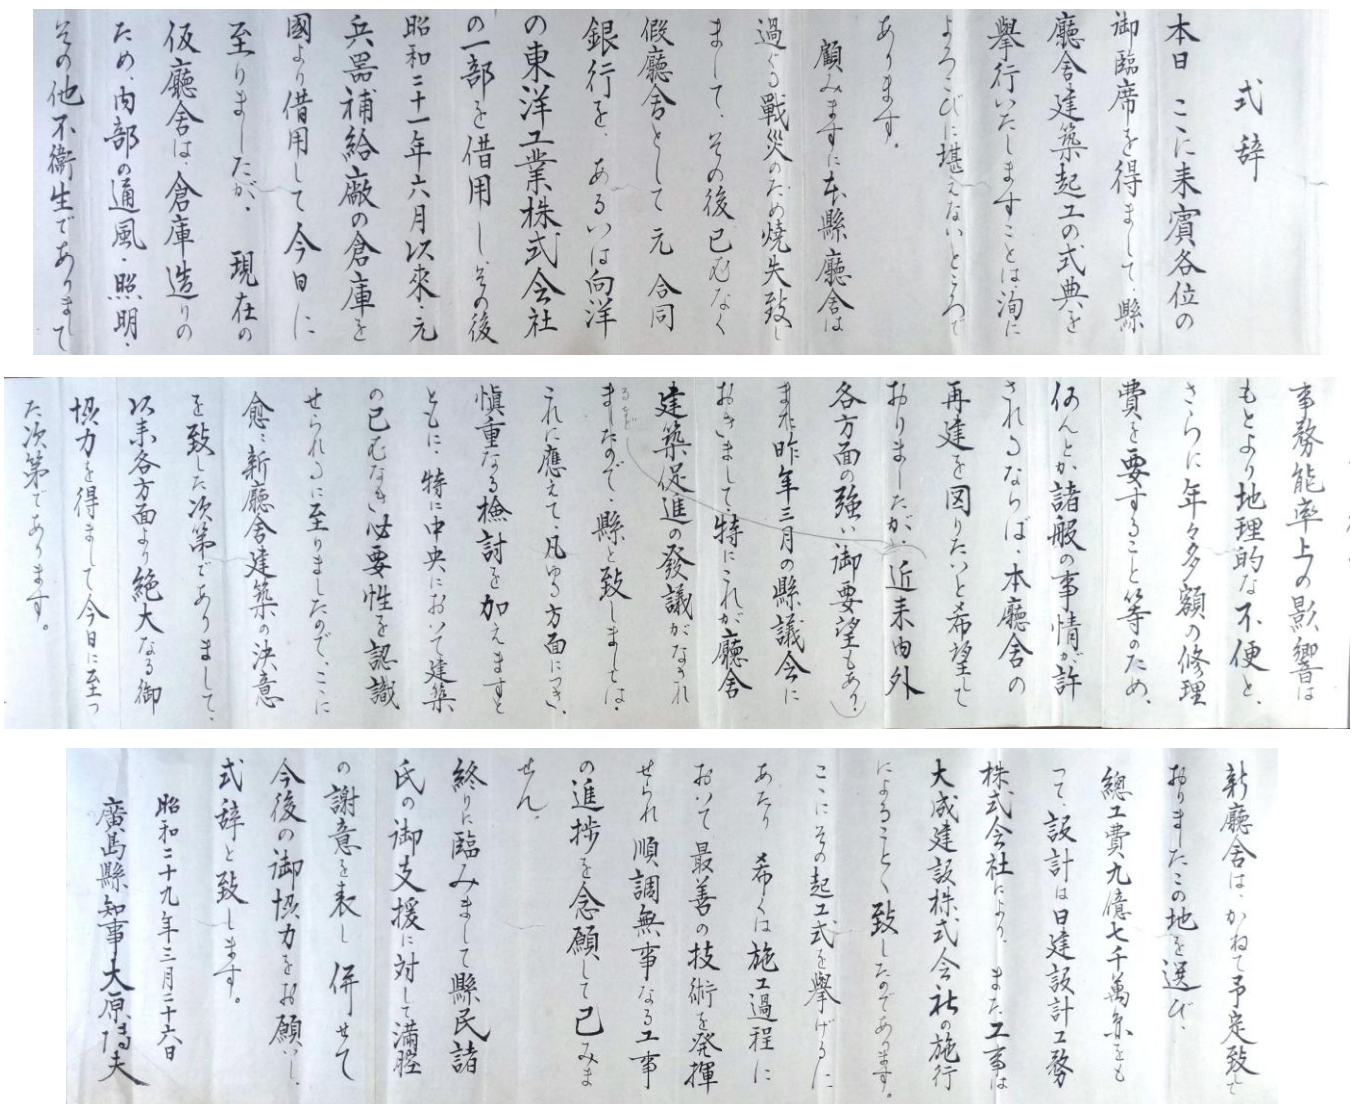 式辞
本日 ここに来賓各位の
御臨席を得まして、縣
廳舎建築起工の式典を
擧行いたしますことは、洵に
よろこびに堪えないところで
あります。
顧みますに本縣廳舎は
過ぐる戰災のため焼失致し
まして、その後已むなく
假廳舎として 元 合同
銀行を、あるいは向洋
の東洋工業株式会社
の一部を借用し、その後
昭和二十一年六月以來、元
兵器補給廠の倉庫を
國より借用して今日に
至りましたが、 現在の
仮廳舎は、倉庫造りの
ため、内部の通風、照明、
その他不衞生でありまして
事務能率上の影響は
もとより地理的な不便と、
さらに年々多額の修理
費を要すること等のため、
何んとか諸般の事情が許
されるならば、本廳舎の
再建を図りたいと希望して
おりましたが、近来内外
各方面の強い御要望もあり
また昨年三月の縣議会に
おきまして、特にこれが廳舎
建築促進の發議がなされ
ましたので、縣と致しましては、
これに應えて、凡ゆる方面につき、
愼重なる檢討を加えますと
ともに、特に中央において建築
の已むなき必要性を認識
せられるに至りましたので、ここに
愈々新廳舎建築の決意
を致した次第でありまして、
以来各方面より絶大なる御
協力を得まして今日に至つ
た次第であります。
新廳舎は、かねて予定致して
おりましたこの地を選び、
總工費九億七千萬余をも
つて、設計は日建設計工務
株式会社により、また工事は
大成建設株式会社の施行
によることゝ致したのであります。
ここにその起工式を擧げるに
あたり 希くは施工過程に
おいて最善の技術を発揮
せられ順調無事なる工事
の進捗を念願して已みま
せん。
終りに臨みまして縣民諸
氏の御支援に対して満腔
の謝意を表し 併せて
今後の御協力をお願いし、
式辞と致します。
昭和二十九年三月二十六日
廣島縣知事大原博夫